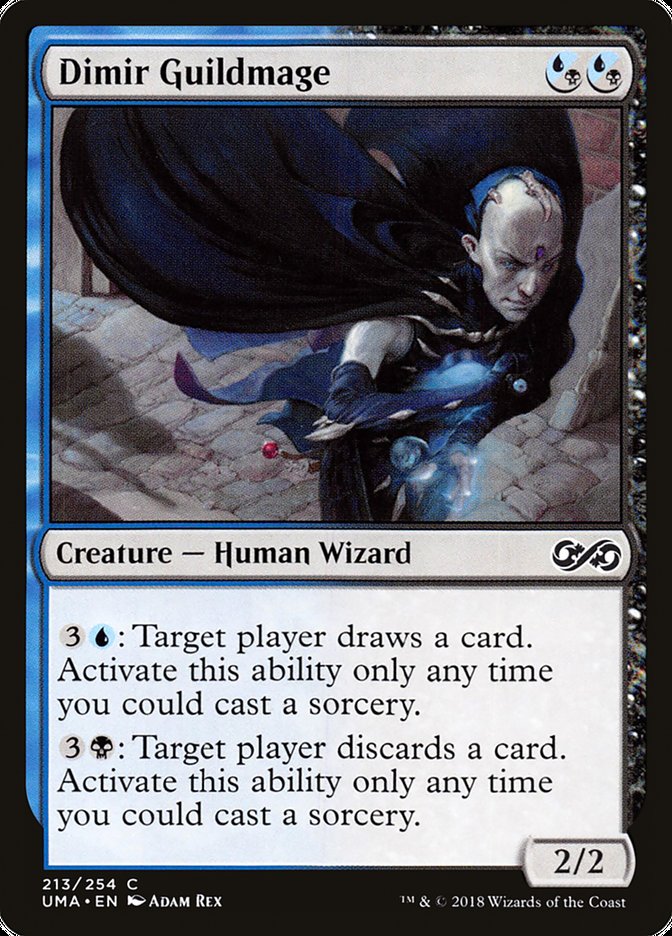 Dimir Guildmage
Creature — Human Wizard
3: Target player draws a card.
Activate this ability only any time
you could cast a sorcery.
3: Target player discards a card.
Activate this ability only any time
you could cast a sorcery.
2/2
213/254 C
UMA • EN Adam Rex
™ & © 2018 Wizards of the Coast